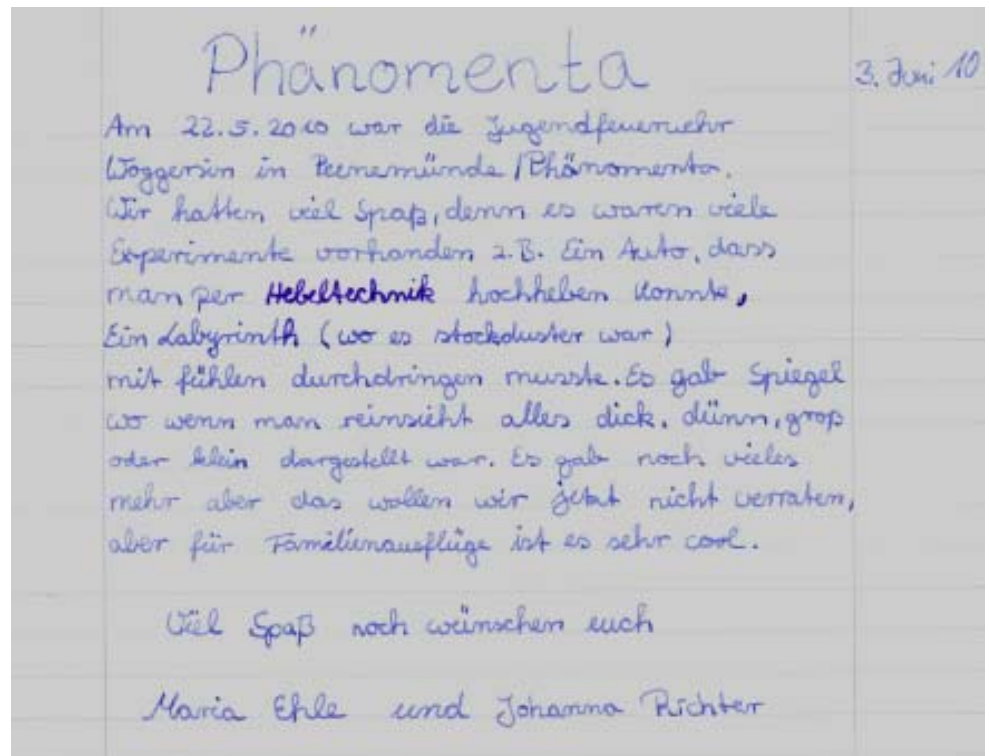 Phänomenta
3. Juni 10
Am 22.5.2010 war die Jugendfeuerwehr
Woggersin in Peenemünde/Phänomenta.
Wir hatten viel Spaß, denn es waren viele
Experimente vorhanden z.B. Ein Auto, dass
man per Hebeltechnik hochheben konnte,
Ein Labyrinth (wo es stockduster war)
mit fühlen durchdringen musste. Es gab Spiegel
wo wenn man reinsieht alles dick, dünn, groß
oder klein dargestellt war. Es gab noch vieles
mehr aber das wollen wir jetzt nicht verraten,
aber für Familienausflüge ist es sehr cool.
Viel Spaß noch wünschen euch
Maria Ehle und Johanna Richter